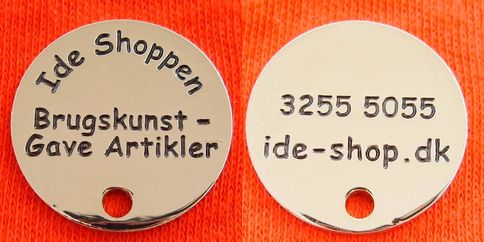 Ide Shoppen
Brugskunst -
Gave Artikler
3255 5055
ide-shop.dk